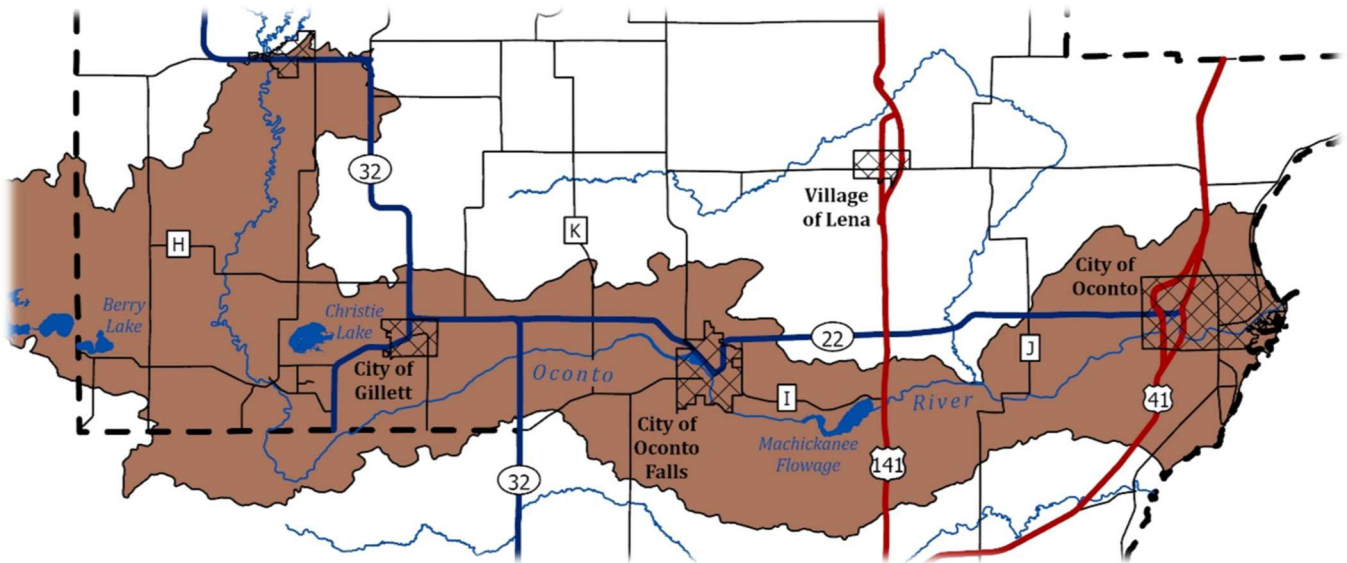 32
Village
of Lena
K
H
City of
Oconto
Berry
Lake
Christie
Lake
22
J
City of
Gillett
Oconto
I
River
41
City of
Oconto
Falls
Machickanee
Flowage
141
32